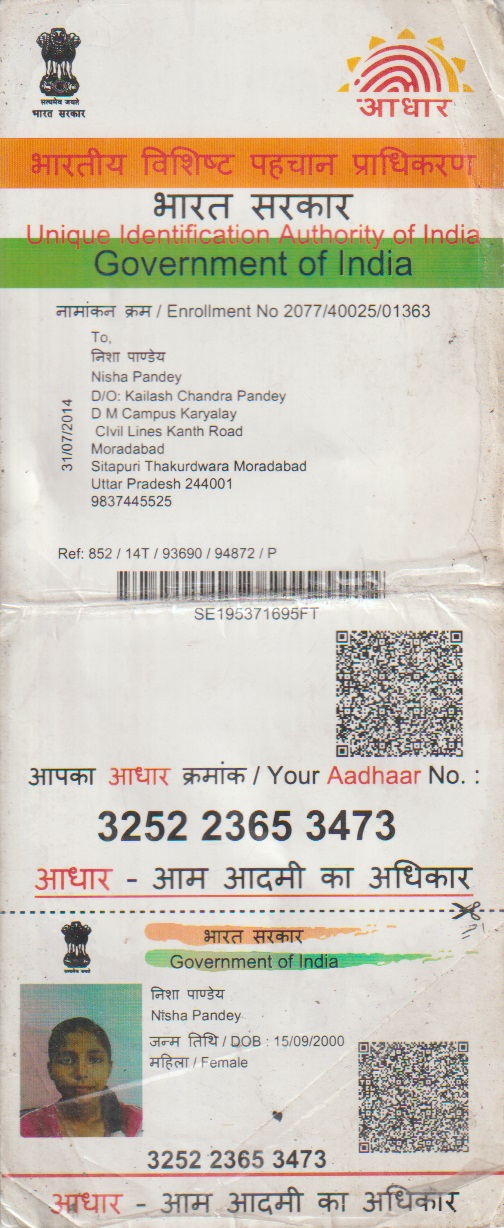 सत्यमेव जयते
भारत सरकार
आधार
भारतीय विशिष्ट पहचान प्राधिकरण
भारत सरकार
Unique Identification Authority of India
Government of India
नामांकन क्रम / Enrollment No 2077/40025/01363
To,
निशा पाण्डेय
Nisha Pandey
D/O: Kailash Chandra Pandey
D M Campus Karyalay
CIvil Lines Kanth Road
Moradabad
Sitapuri Thakurdwara Moradabad
Uttar Pradesh 244001
9837445525
31/07/2014
Ref: 852 / 14T / 93690 / 94872 / P
SE195371695FT
आपका आधार क्रमांक / Your Aadhaar No. :
3252 2365 3473
आधार - आम आदमी का अधिकार
भारत सरकार
Government of India
निशा पाण्डेय
Nisha Pandey
जन्म तिथि / DOB : 15/09/2000
महिला / Female
3252 2365 3473
आधार - आम आदमी का अधिकार